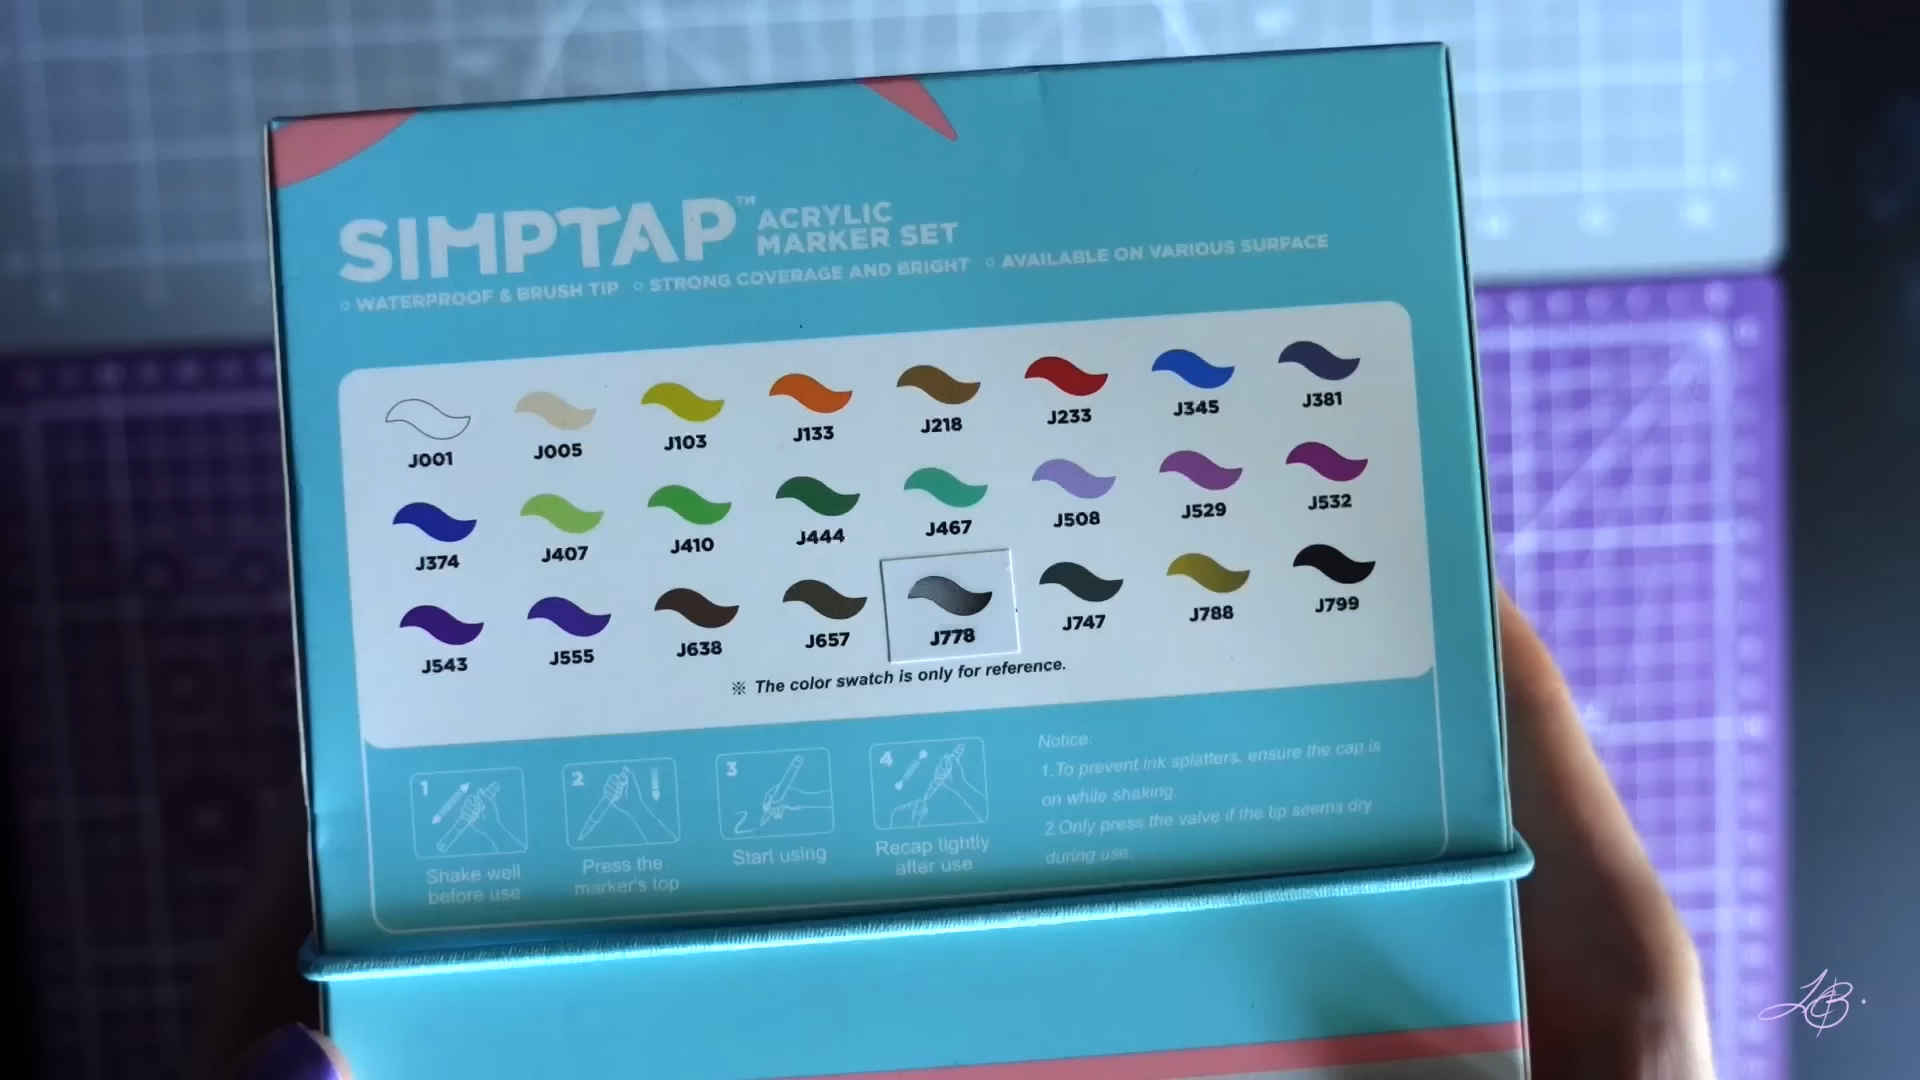 SIMPTAP™ ACRYLIC
MARKER SET
○ WATERPROOF & BRUSH TIP ○ STRONG COVERAGE AND BRIGHT ○ AVAILABLE ON VARIOUS SURFACE
J001 J005 J103 J133 J218 J233 J345 J381
J374 J407 J410 J444 J467 J508 J529 J532
J543 J555 J638 J657 J778 J747 J788 J799
※ The color swatch is only for reference.
1
Shake well
before use
2
Press the
marker's top
3
Start using
4
Recap tightly
after use
Notice:
1.To prevent ink splatters, ensure the cap is
on while shaking.
2.Only press the valve if the tip seems dry
during use.